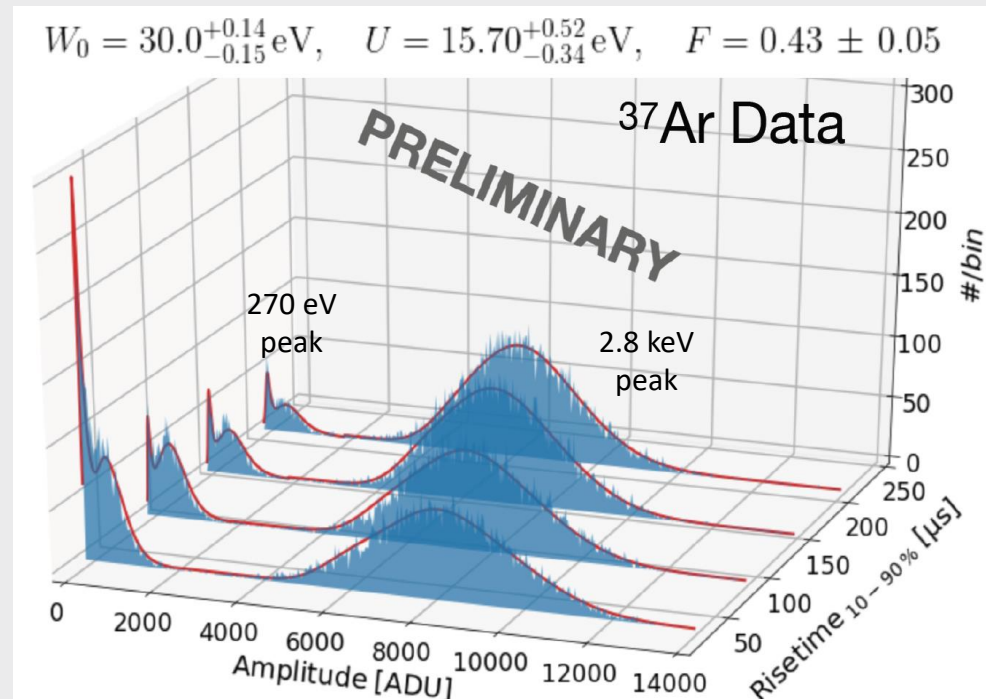 W₀ = 30.0⁺⁰·¹⁴₋₀.₁₅ eV, U = 15.70⁺⁰·⁵²₋₀.₃₄ eV, F = 0.43 ± 0.05
³⁷Ar Data
PRELIMINARY
270 eV
peak
2.8 keV
peak
300
250
200
150
100
50
0
#/bin
250
200
150
100
50
Risetime ₁₀ ₋ ₉₀% [µs]
0
2000
4000
6000
8000
10000
12000
14000
Amplitude [ADU]